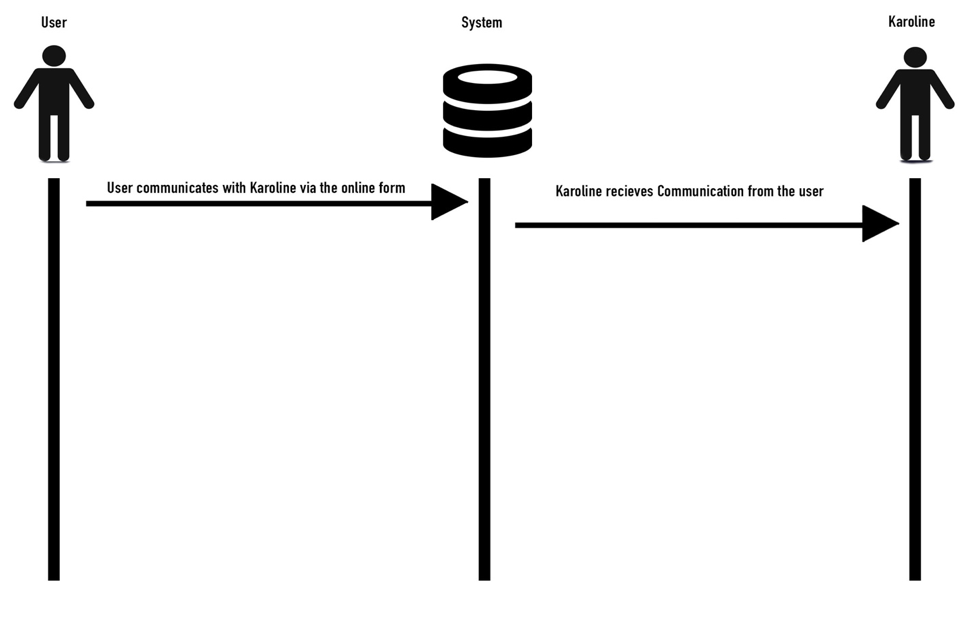 User
System
Karoline
User communicates with Karoline via the online form
Karoline recieves Communication from the user